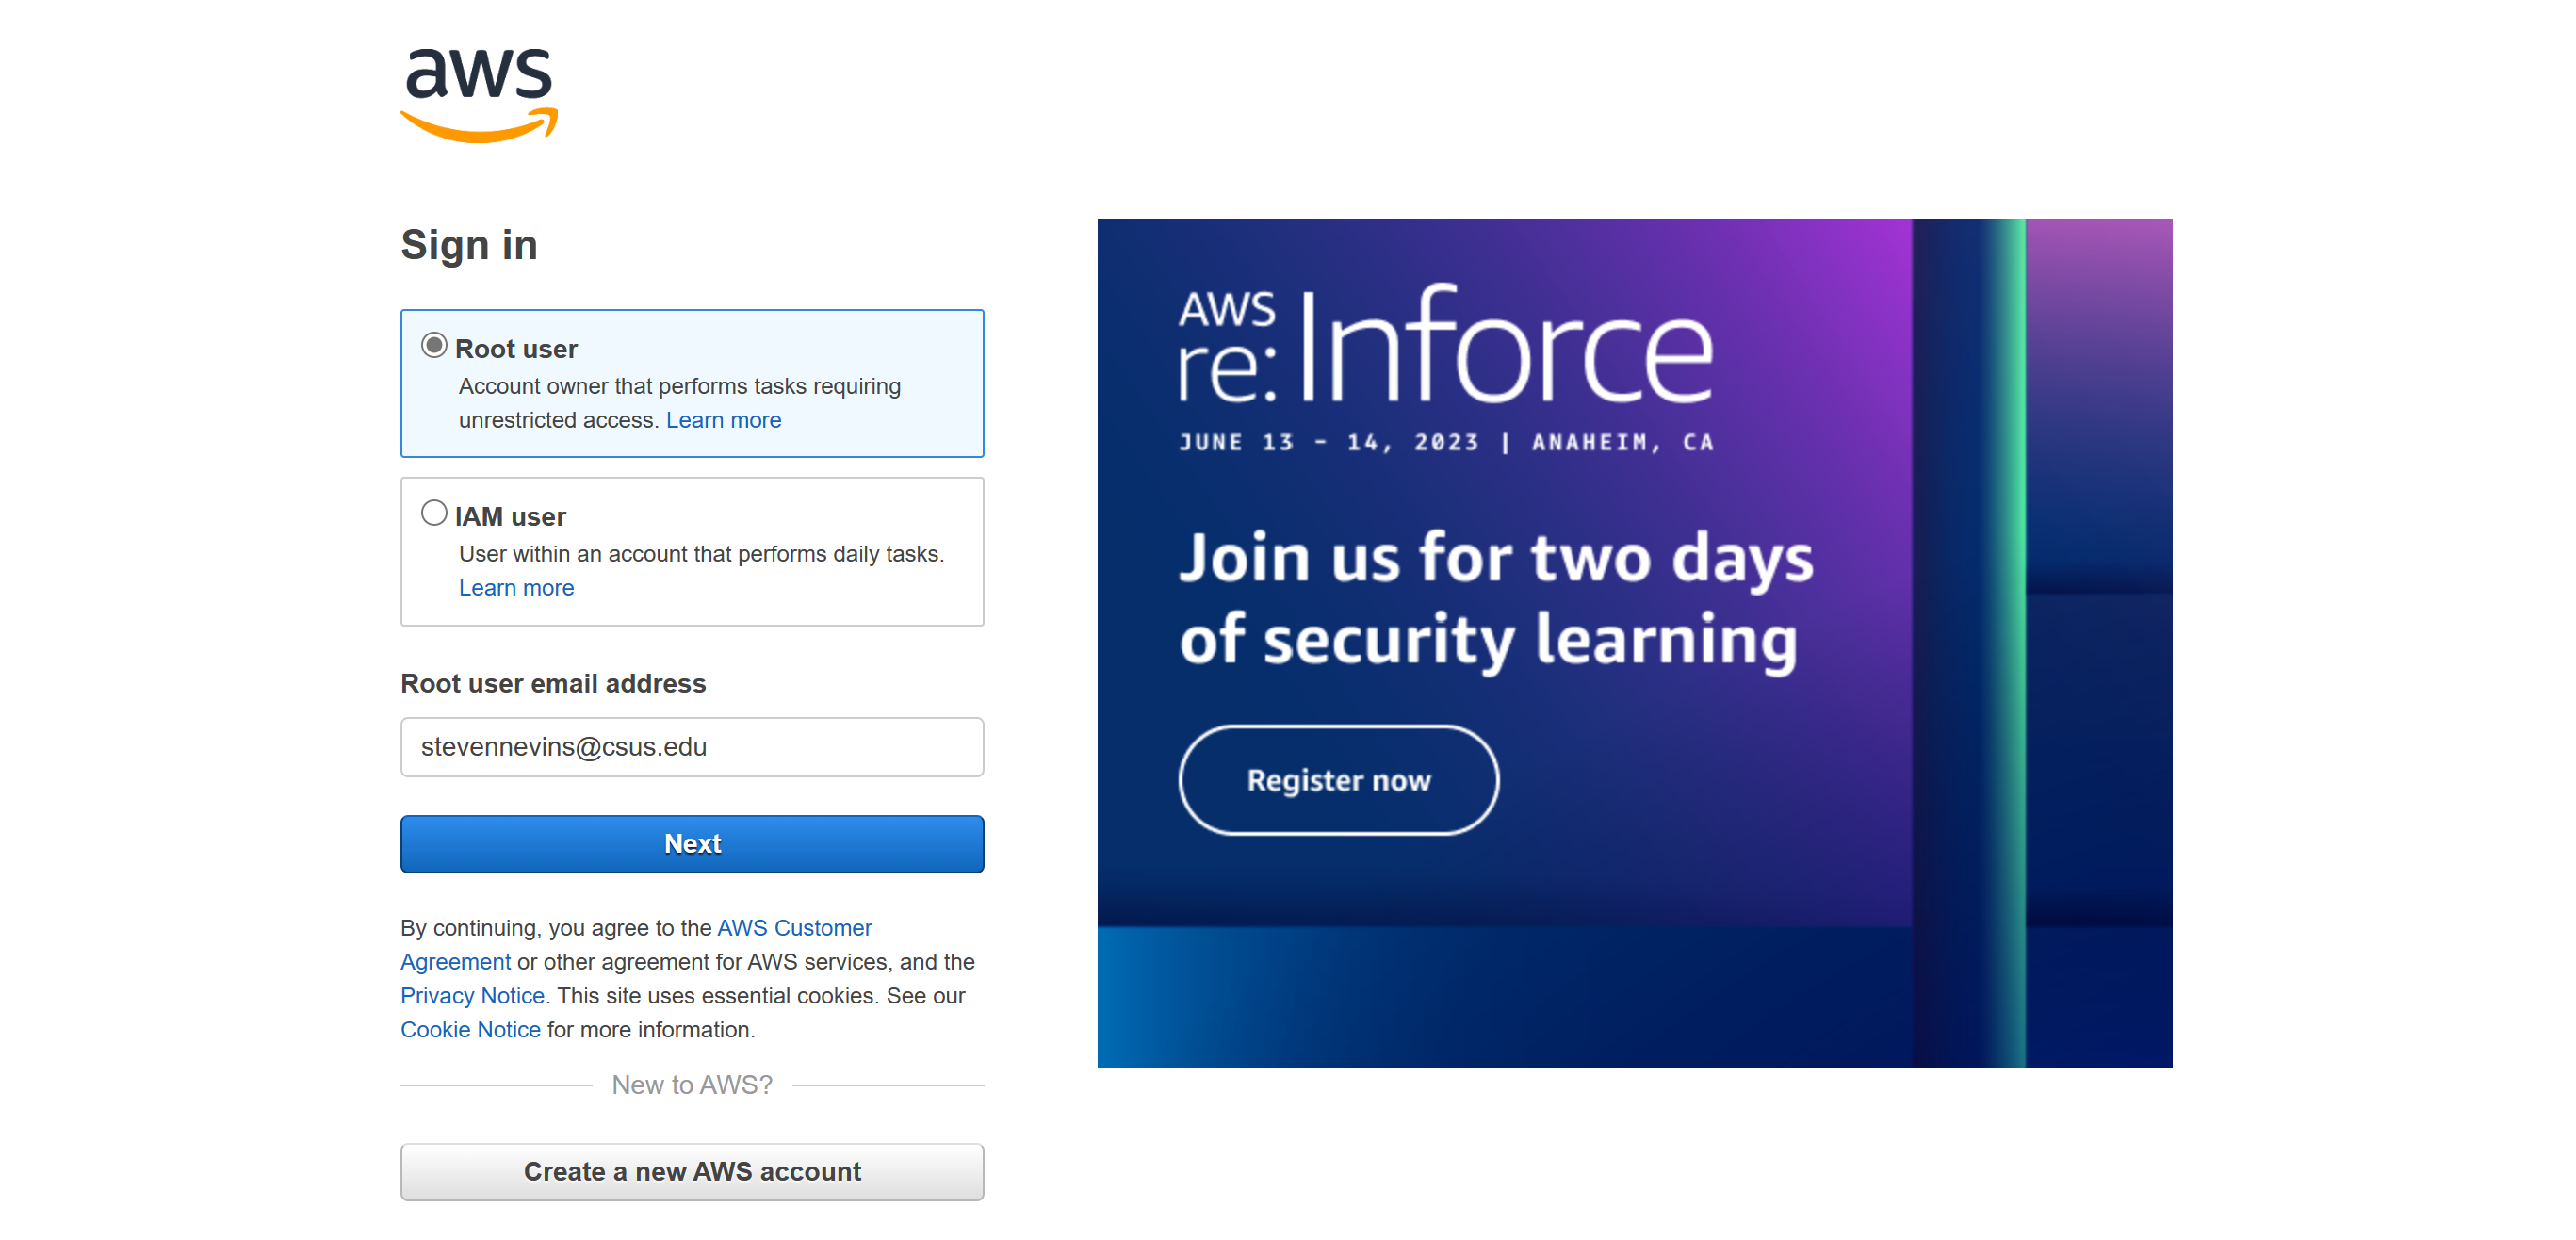 aws
Sign in
Root user
Account owner that performs tasks requiring
unrestricted access. Learn more
IAM user
User within an account that performs daily tasks.
Learn more
Root user email address
stevennevins@csus.edu
Next
By continuing, you agree to the AWS Customer
Agreement or other agreement for AWS services, and the
Privacy Notice. This site uses essential cookies. See our
Cookie Notice for more information.
New to AWS?
Create a new AWS account
AWS
re: Inforce
JUNE 13 – 14, 2023 | ANAHEIM, CA
Join us for two days
of security learning
Register now